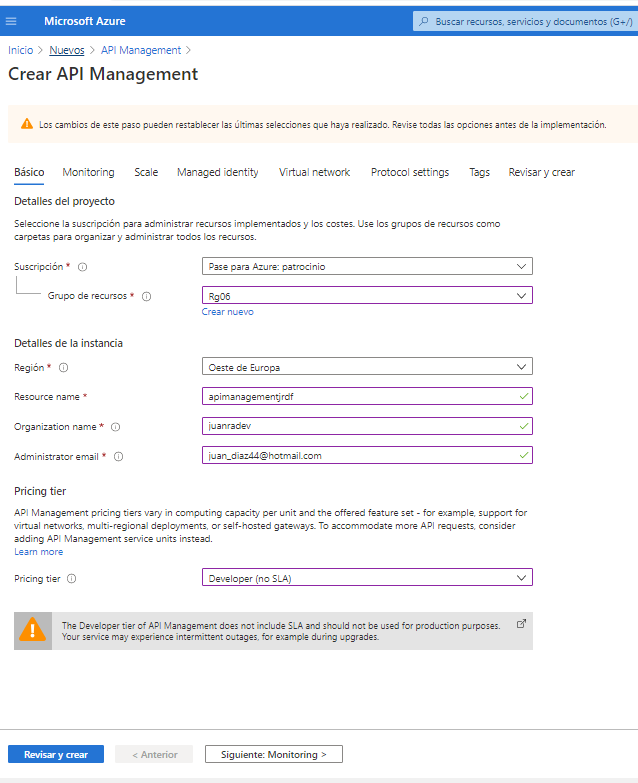 Microsoft Azure
Buscar recursos, servicios y documentos (G+/)
Inicio > Nuevos > API Management >
Crear API Management
Los cambios de este paso pueden restablecer las últimas selecciones que haya realizado. Revise todas las opciones antes de la implementación.
Básico Monitoring Scale Managed identity Virtual network Protocol settings Tags Revisar y crear
Detalles del proyecto
Seleccione la suscripción para administrar recursos implementados y los costes. Use los grupos de recursos como
carpetas para organizar y administrar todos los recursos.
Suscripción * Pase para Azure: patrocinio
Grupo de recursos * Rg06
Crear nuevo
Detalles de la instancia
Región * Oeste de Europa
Resource name * apimanagementjrdf
Organization name * juanradev
Administrator email * juan_diaz44@hotmail.com
Pricing tier
API Management pricing tiers vary in computing capacity per unit and the offered feature set - for example, support for
virtual networks, multi-regional deployments, or self-hosted gateways. To accommodate more API requests, consider
adding API Management service units instead.
Learn more
Pricing tier Developer (no SLA)
The Developer tier of API Management does not include SLA and should not be used for production purposes.
Your service may experience intermittent outages, for example during upgrades.
Revisar y crear < Anterior Siguiente: Monitoring >